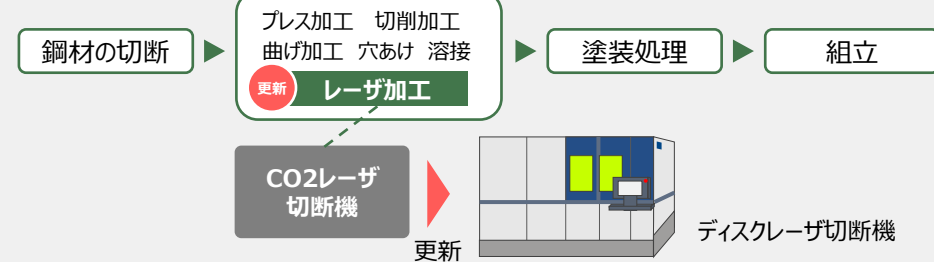 鋼材の切断
プレス加工 切削加工
曲げ加工 穴あけ 溶接
更新 レーザ加工
塗装処理
組立
CO2レーザ
切断機
更新
ディスクレーザ切断機